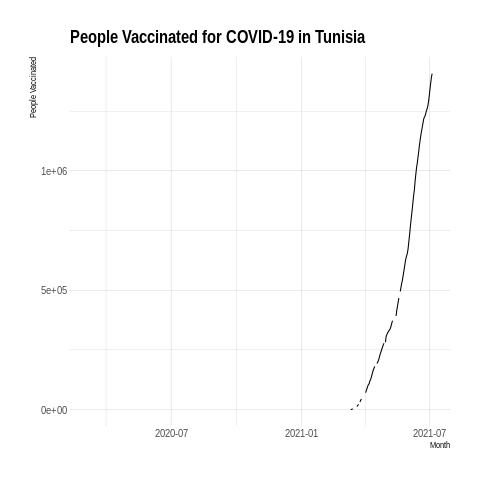 People Vaccinated for COVID-19 in Tunisia
People Vaccinated
1e+06
5e+05
0e+00
2020-07 2021-01 2021-07
Month